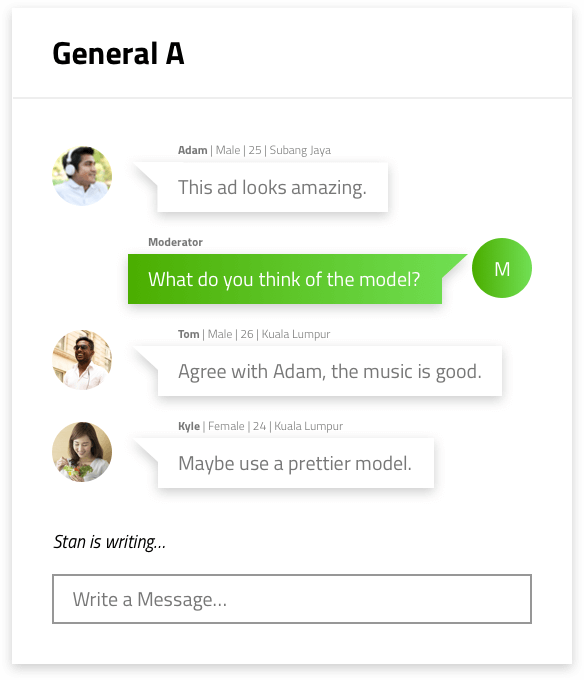 General A
Adam | Male | 25 | Subang Jaya
This ad looks amazing.
Moderator
What do you think of the model?
M
Tom | Male | 26 | Kuala Lumpur
Agree with Adam, the music is good.
Kyle | Female | 24 | Kuala Lumpur
Maybe use a prettier model.
Stan is writing...
Write a Message...